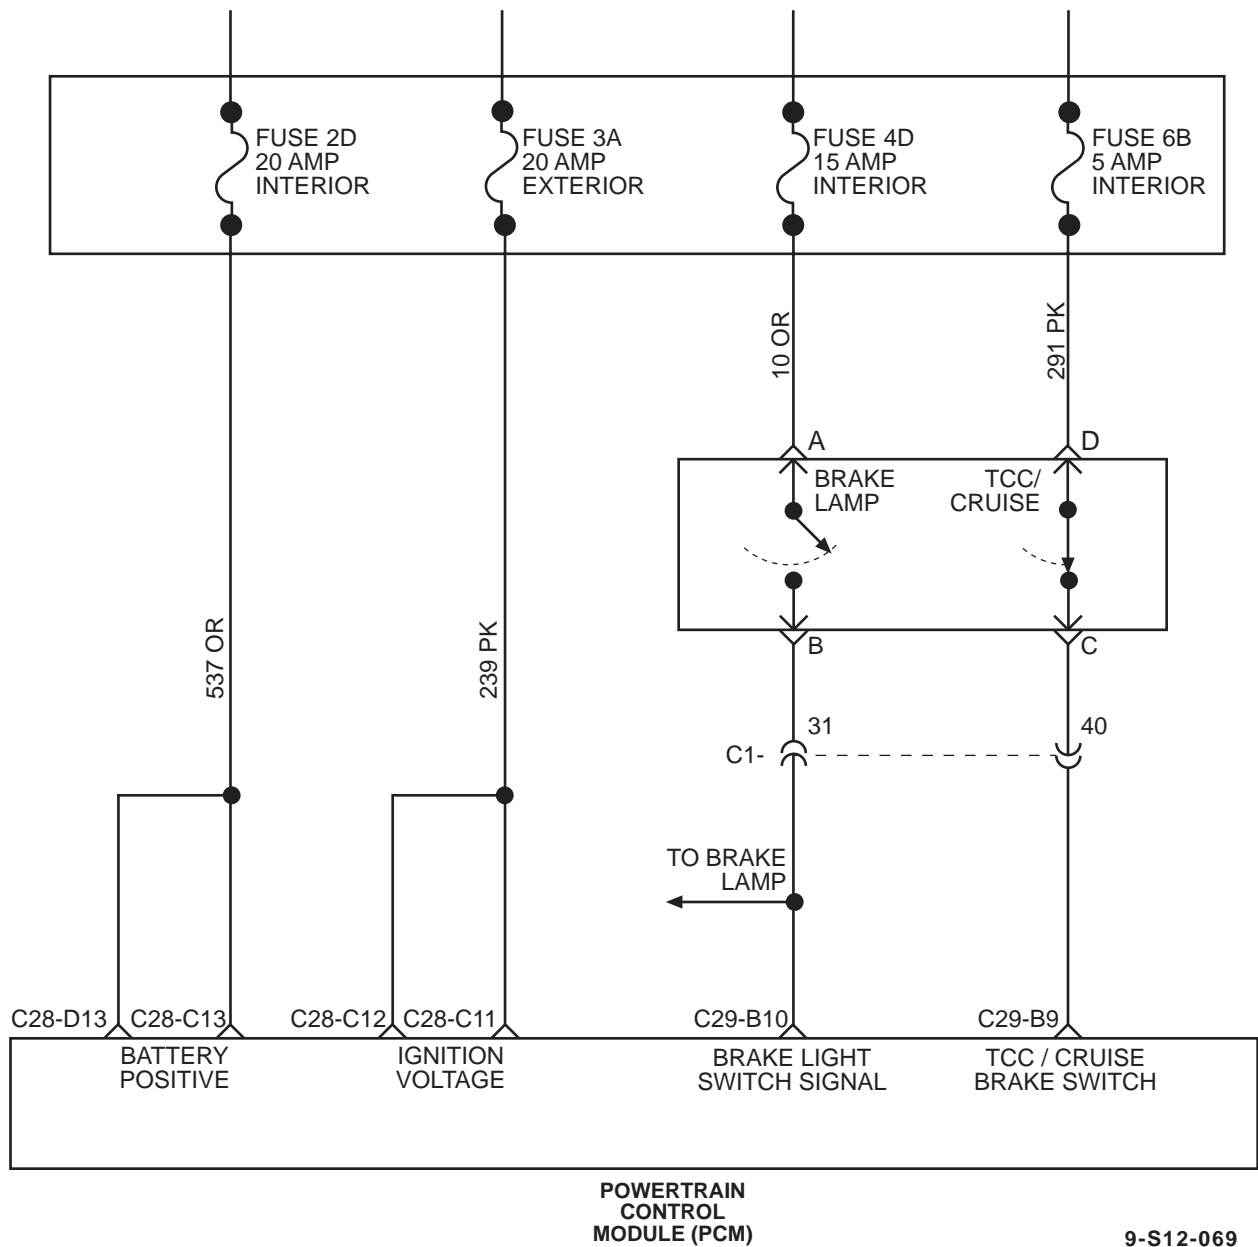 FUSE 2D
20 AMP
INTERIOR
FUSE 3A
20 AMP
EXTERIOR
FUSE 4D
15 AMP
INTERIOR
FUSE 6B
5 AMP
INTERIOR
10 OR
291 PK
A
D
BRAKE
LAMP
TCC/
CRUISE
537 OR
239 PK
B
C
31
40
C1-
TO BRAKE
LAMP
C28-D13
C28-C13
C28-C12
C28-C11
C29-B10
C29-B9
BATTERY
POSITIVE
IGNITION
VOLTAGE
BRAKE LIGHT
SWITCH SIGNAL
TCC / CRUISE
BRAKE SWITCH
POWERTRAIN
CONTROL
MODULE (PCM)
9-S12-069